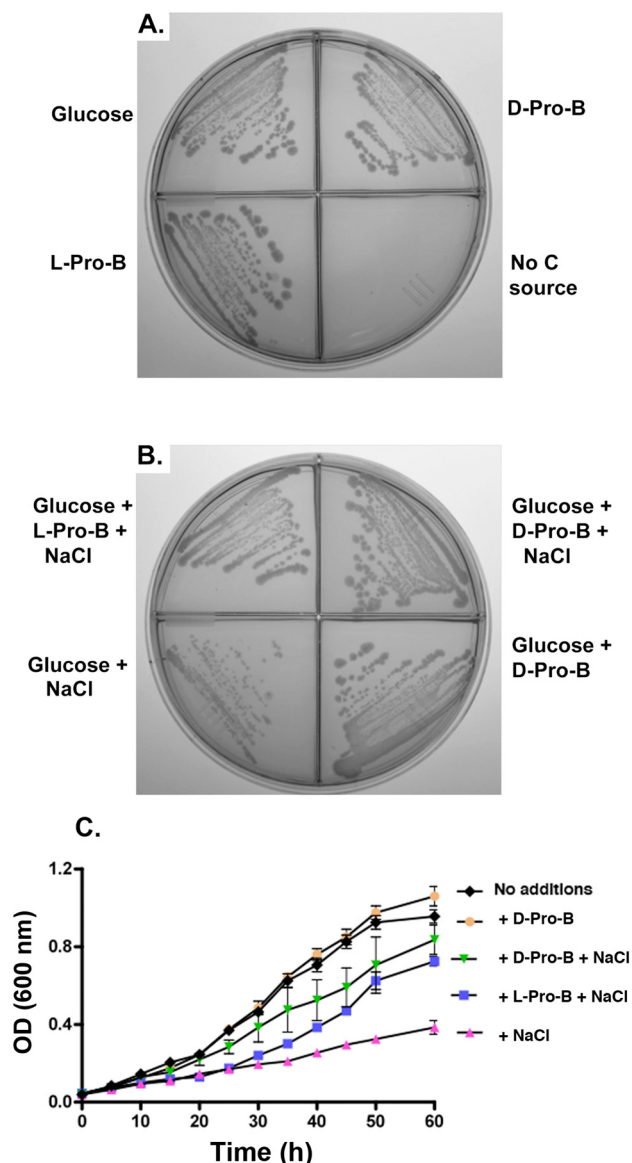 A.
Glucose
D-Pro-B
L-Pro-B
No C
source
B.
Glucose +
L-Pro-B +
NaCl
Glucose +
D-Pro-B +
NaCl
Glucose +
NaCl
Glucose +
D-Pro-B
C.
OD (600 nm)
1.2
0.8
0.4
0.0
0
10
20
30
40
50
60
Time (h)
No additions
+ D-Pro-B
+ D-Pro-B + NaCl
+ L-Pro-B + NaCl
+ NaCl